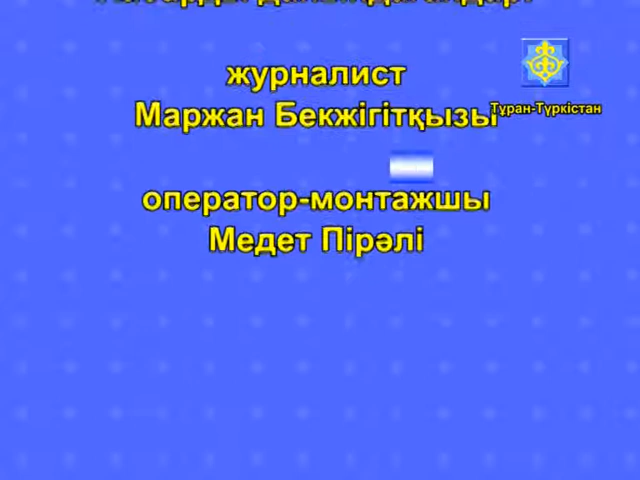 журналист
Маржан Бекжігітқызы
Тұран-Түркістан
оператор-монтажшы
Медет Пірәлі